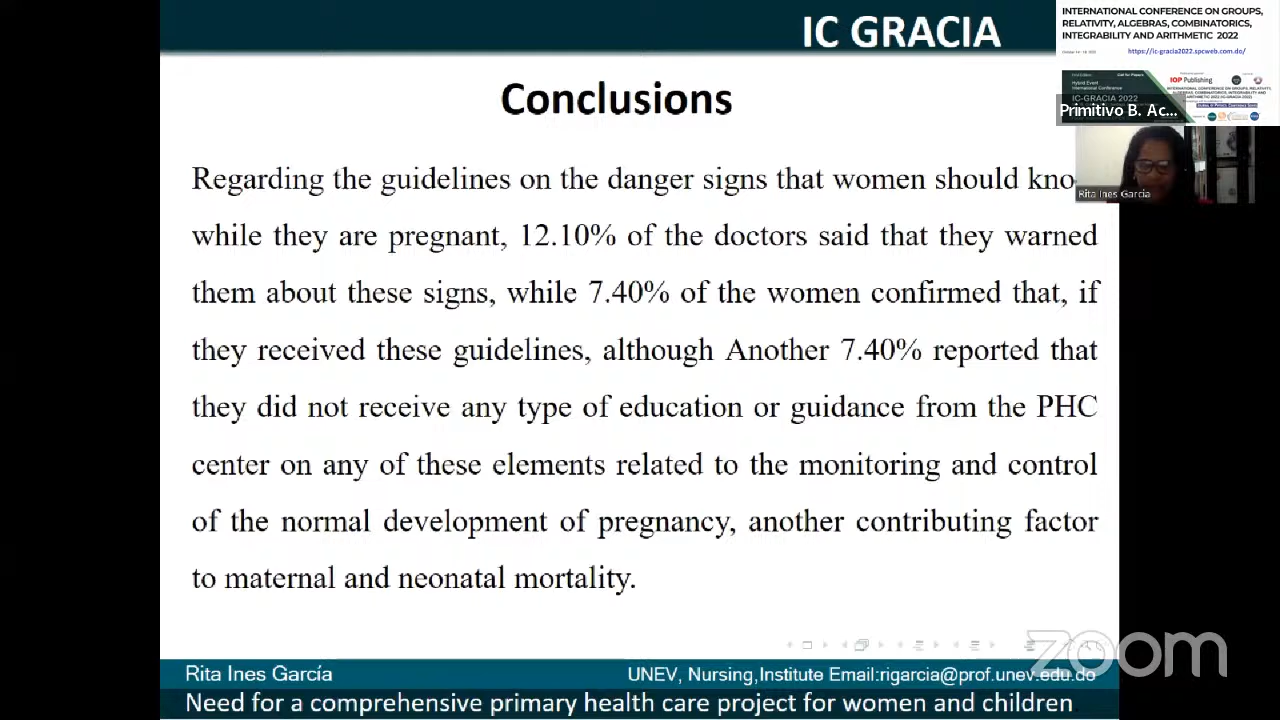 IC GRACIA
INTERNATIONAL CONFERENCE ON GROUPS,
RELATIVITY, ALGEBRAS, COMBINATORICS,
INTEGRABILITY AND ARITHMETIC 2022
https://ic-gracia2022.spcweb.com.do/
IOP Publishing
IC-GRACIA 2022
Primitivo B. Ac...
Rita Ines Garcia
Conclusions
Regarding the guidelines on the danger signs that women should kno
while they are pregnant, 12.10% of the doctors said that they warned
them about these signs, while 7.40% of the women confirmed that, if
they received these guidelines, although Another 7.40% reported that
they did not receive any type of education or guidance from the PHC
center on any of these elements related to the monitoring and control
of the normal development of pregnancy, another contributing factor
to maternal and neonatal mortality.
zoom
Rita Ines García
UNEV, Nursing,Institute Email:rigarcia@prof.unev.edu.do
Need for a comprehensive primary health care project for women and children